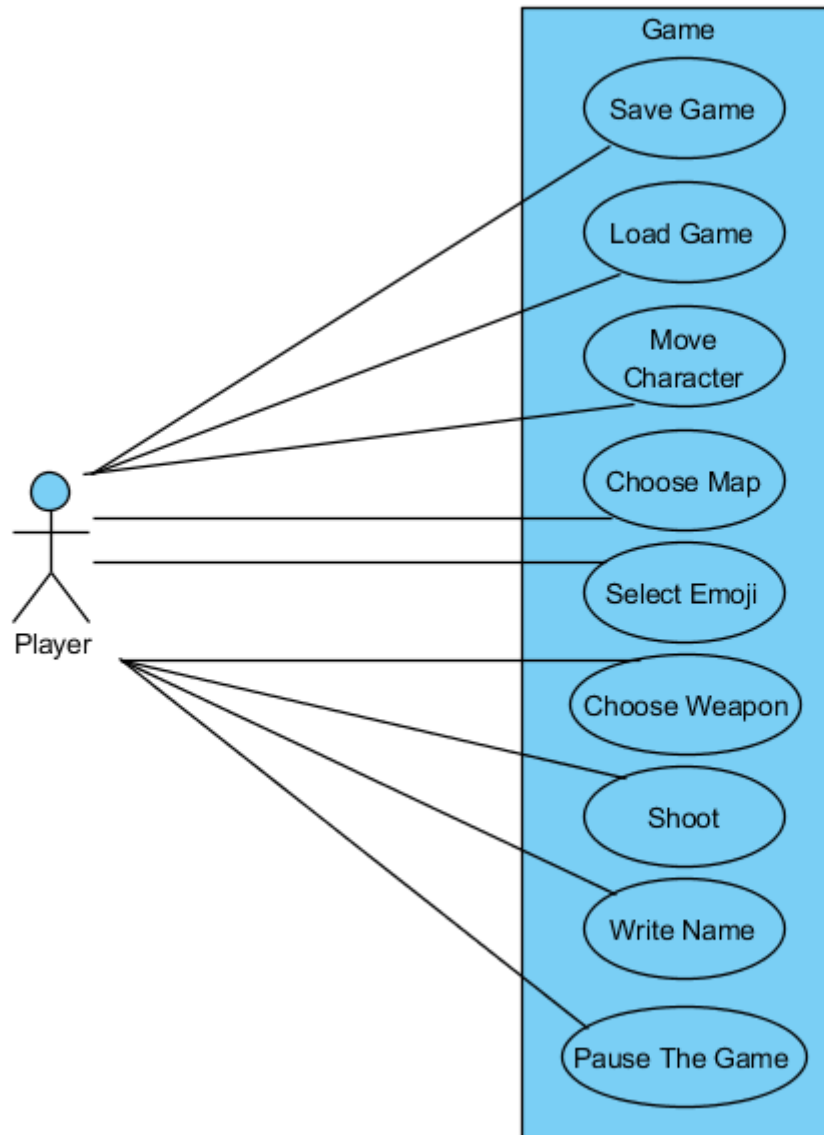 Game
Save Game
Load Game
Move
Character
Choose Map
Select Emoji
Player
Choose Weapon
Shoot
Write Name
Pause The Game